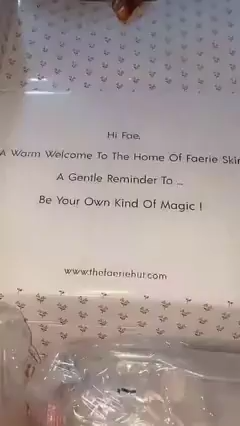 Hi Fae,
A Warm Welcome To The Home Of Faerie Skin
A Gentle Reminder To ...
Be Your Own Kind Of Magic !
www.thefaeriehut.com